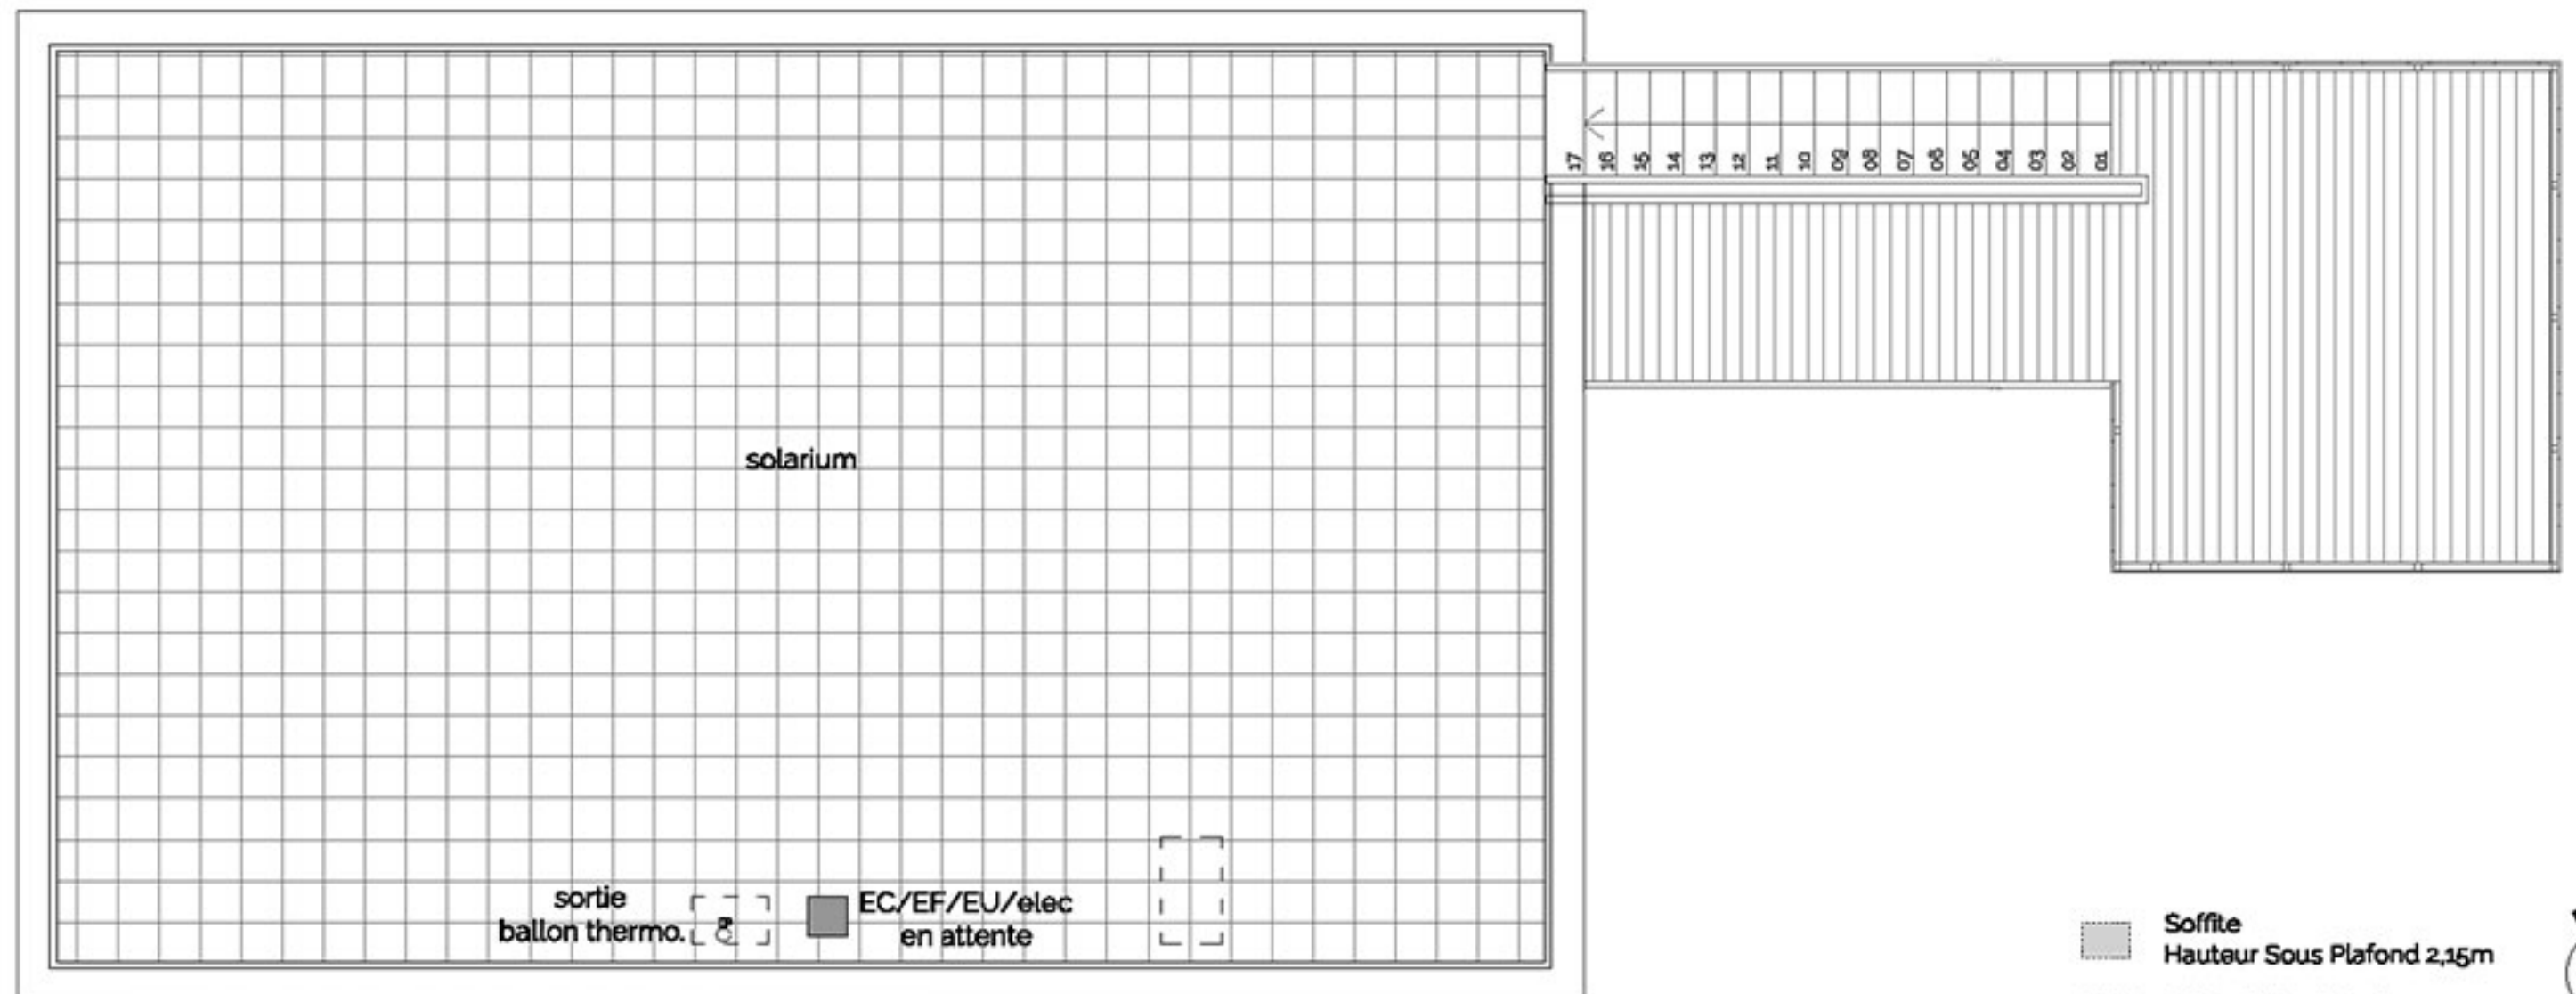 17 16 15 14 13 12 11 10 09 08 07 06 05 04 03 02 01
solarium
sortie
ballon thermo.
EC/EF/EU/elec
en attente
Soffite
Hauteur Sous Plafond 2,15m